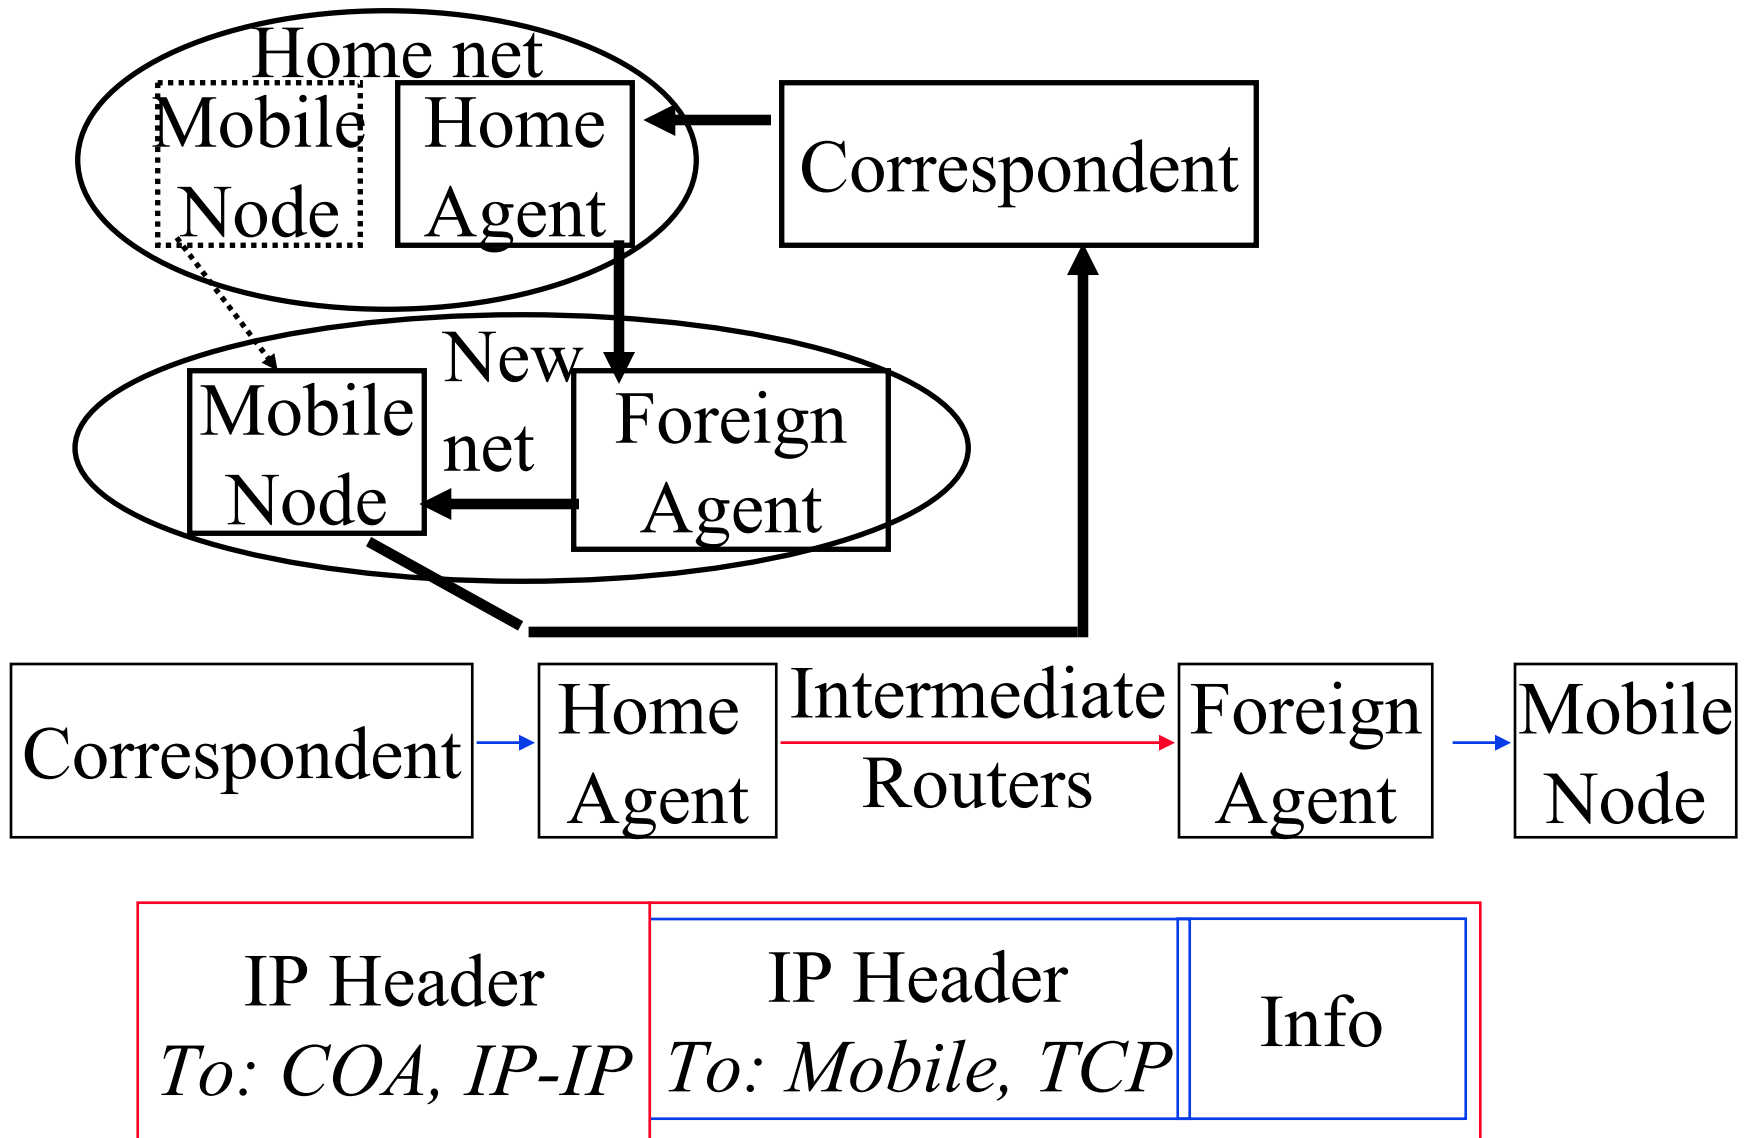 Home net
Mobile
Node
Home
Agent
Correspondent
New
net
Mobile
Node
Foreign
Agent
Correspondent
Home
Agent
Intermediate
Routers
Foreign
Agent
Mobile
Node
IP Header
To: COA, IP-IP
IP Header
To: Mobile, TCP
Info